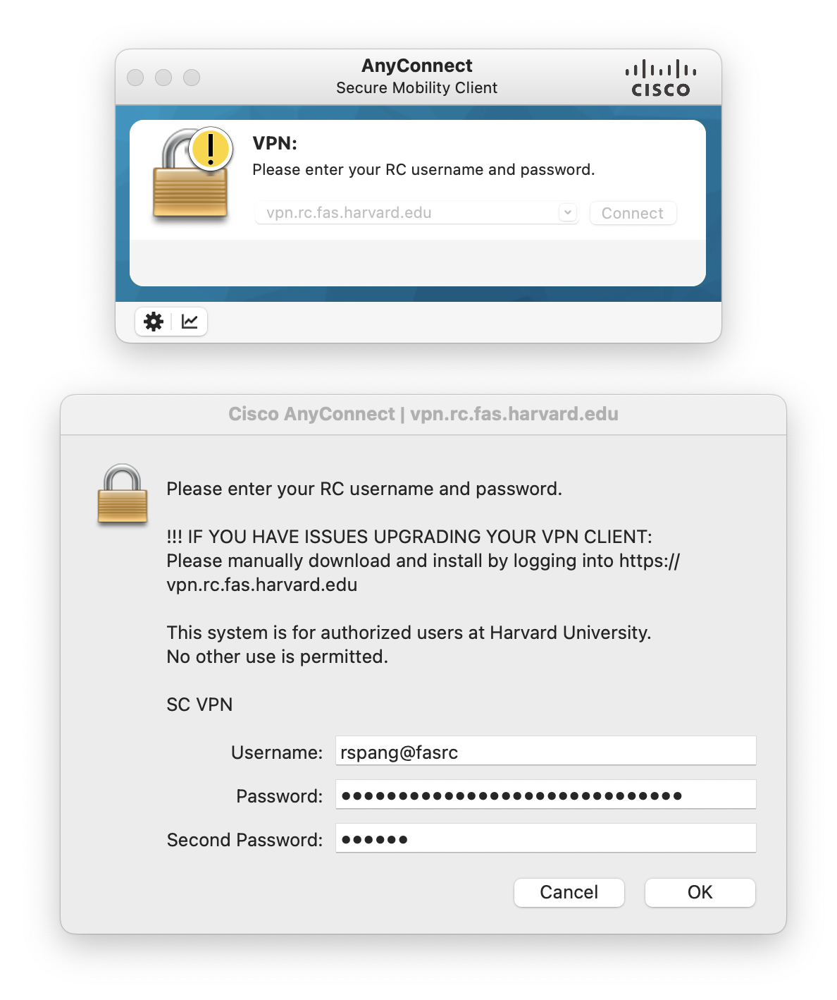 AnyConnect
Secure Mobility Client
CISCO
VPN:
Please enter your RC username and password.
vpn.rc.fas.harvard.edu
Connect
Cisco AnyConnect | vpn.rc.fas.harvard.edu
Please enter your RC username and password.
!!! IF YOU HAVE ISSUES UPGRADING YOUR VPN CLIENT:
Please manually download and install by logging into https://
vpn.rc.fas.harvard.edu
This system is for authorized users at Harvard University.
No other use is permitted.
SC VPN
Username: rspang@fasrc
Password: ••••••••••••••••••••••••••••••
Second Password: ••••••
Cancel OK